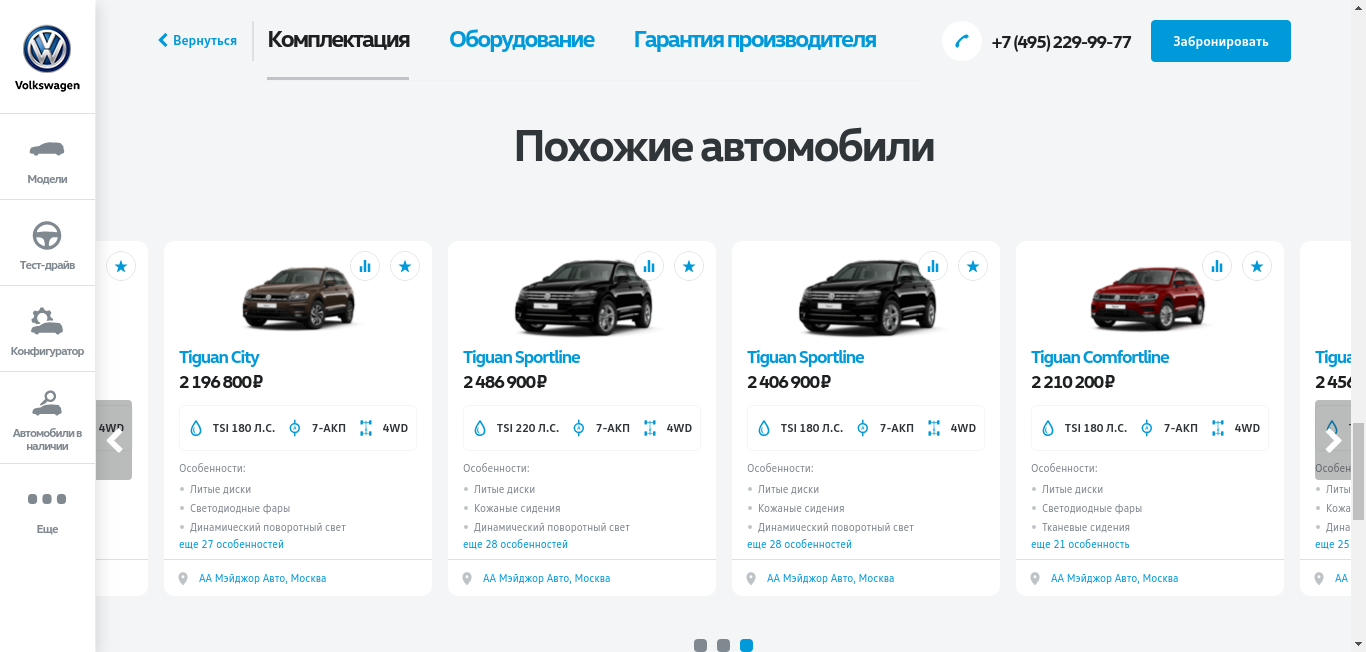 Volkswagen
Модели
Тест-драйв
Конфигуратор
Автомобили в
наличии
Еще
Вернуться
Комплектация
Оборудование
Гарантия производителя
+7 (495) 229-99-77
Забронировать
Похожие автомобили
4WD
Tiguan City
2 196 800 ₽
TSI 180 Л.С. 7-АКП 4WD
Особенности:
Литые диски
Светодиодные фары
Динамический поворотный свет
еще 27 особенностей
АА Мэйджор Авто, Москва
Tiguan Sportline
2 486 900 ₽
TSI 220 Л.С. 7-АКП 4WD
Особенности:
Литые диски
Кожаные сидения
Динамический поворотный свет
еще 28 особенностей
АА Мэйджор Авто, Москва
Tiguan Sportline
2 406 900 ₽
TSI 180 Л.С. 7-АКП 4WD
Особенности:
Литые диски
Кожаные сидения
Динамический поворотный свет
еще 28 особенностей
АА Мэйджор Авто, Москва
Tiguan Comfortline
2 210 200 ₽
TSI 180 Л.С. 7-АКП 4WD
Особенности:
Литые диски
Светодиодные фары
Тканевые сидения
еще 21 особенность
АА Мэйджор Авто, Москва
Tigua
2 456
Особен
Литы
Кожа
Дина
еще 25
АА